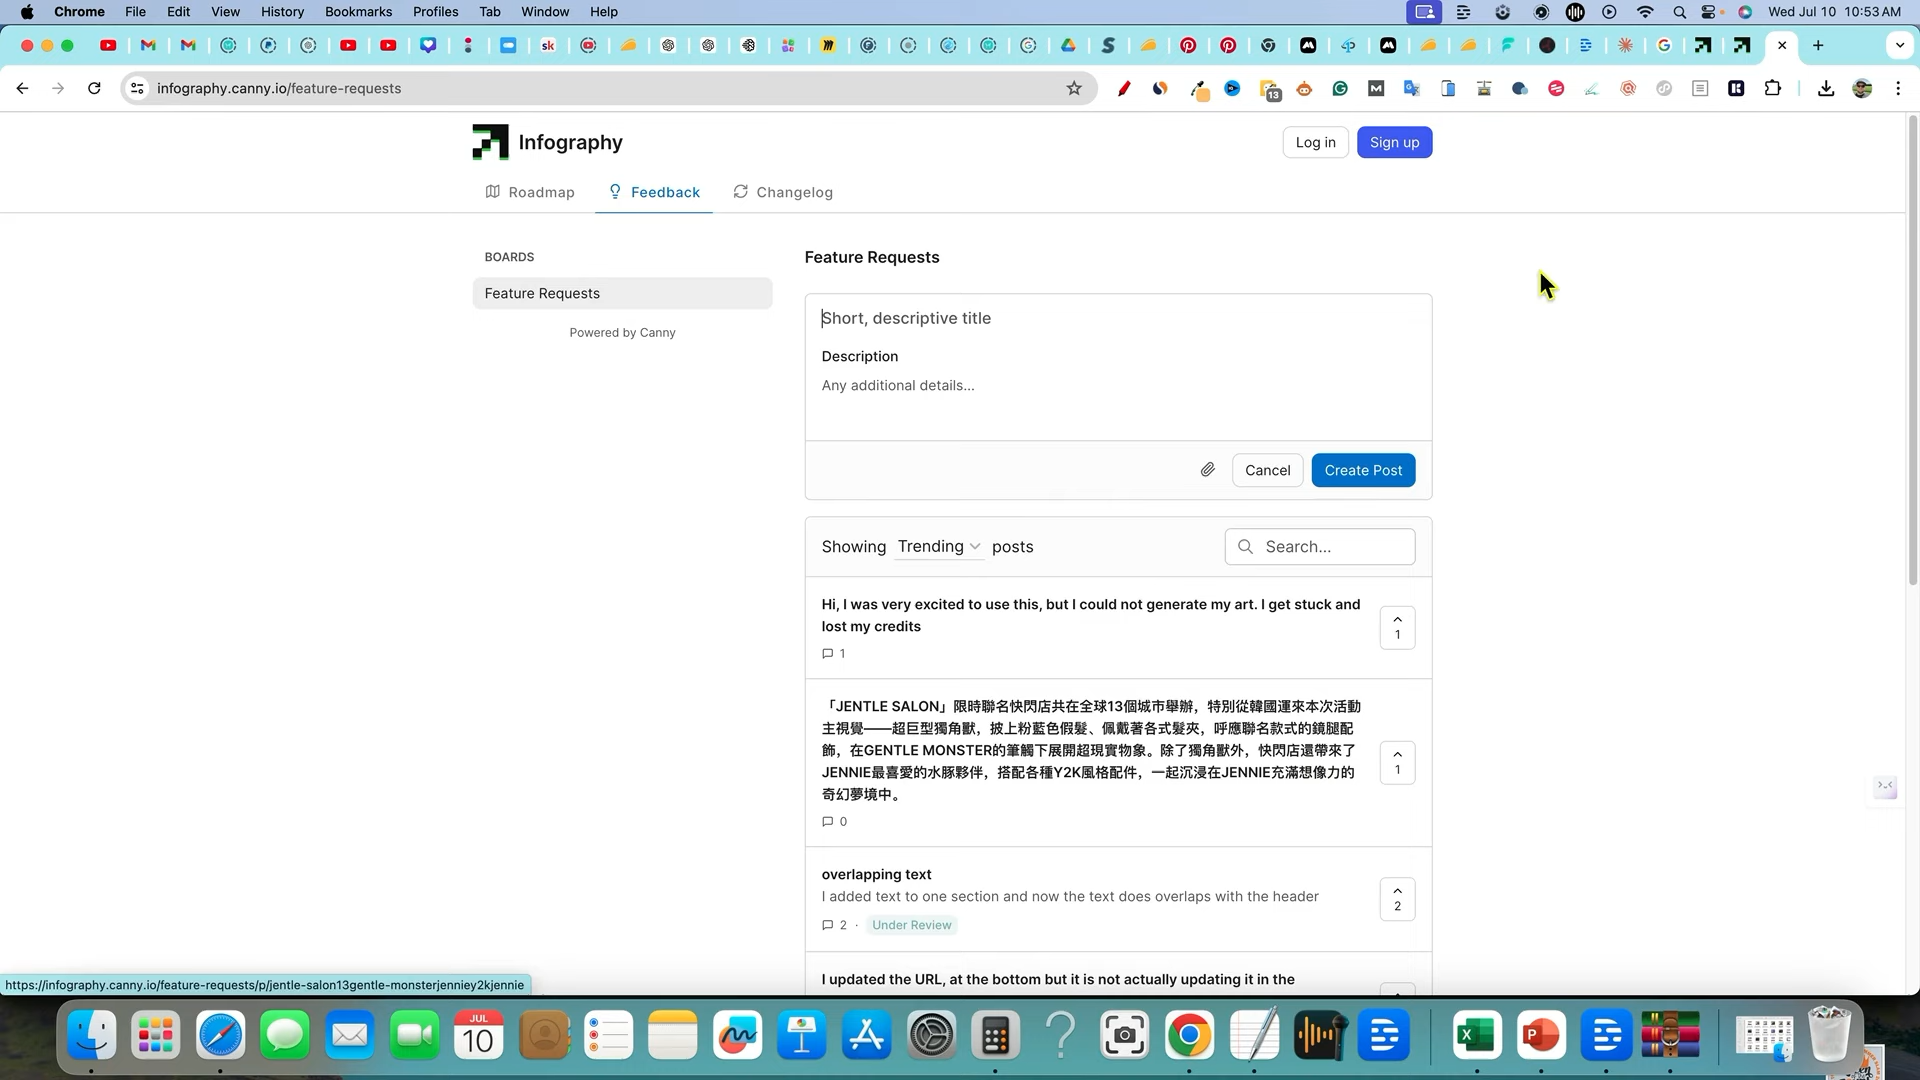 Chrome File Edit View History Bookmarks Profiles Tab Window Help Wed Jul 10 10:53 AM
infography.canny.io/feature-requests
13
Infography
Log in
Sign up
Roadmap
Feedback
Changelog
BOARDS
Feature Requests
Powered by Canny
Feature Requests
Short, descriptive title
Description
Any additional details...
Cancel
Create Post
Showing Trending posts
Search...
Hi, I was very excited to use this, but I could not generate my art. I get stuck and
lost my credits
1
1
「JENTLE SALON」限時聯名快閃店共在全球13個城市舉辦，特別從韓國運來本次活動
主視覺——超巨型獨角獸，披上粉藍色假髮、佩戴著各式髮夾，呼應聯名款式的鏡腿配
飾，在GENTLE MONSTER的筆觸下展開超現實物象。除了獨角獸外，快閃店還帶來了
JENNIE最喜愛的水豚夥伴，搭配各種Y2K風格配件，一起沉浸在JENNIE充滿想像力的
奇幻夢境中。
1
0
overlapping text
I added text to one section and now the text does overlaps with the header
2
2 · Under Review
I updated the URL, at the bottom but it is not actually updating it in the
https://infography.canny.io/feature-requests/p/jentle-salon13gentle-monsterjenniey2kjennie
JUL
10